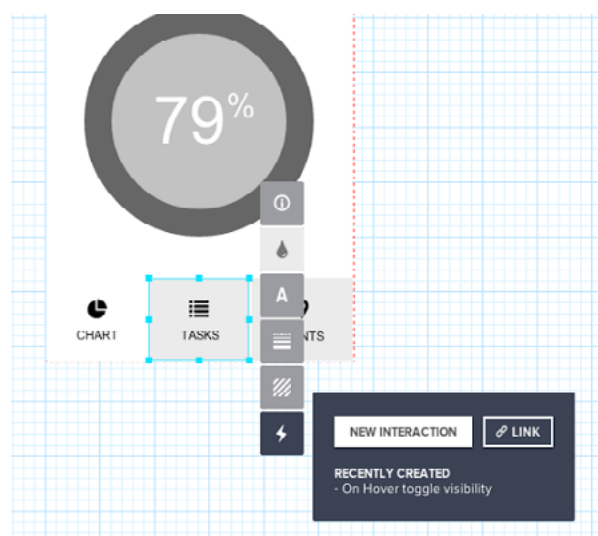 79%
A
CHART
TASKS
NTS
NEW INTERACTION
LINK
RECENTLY CREATED
- On Hover toggle visibility